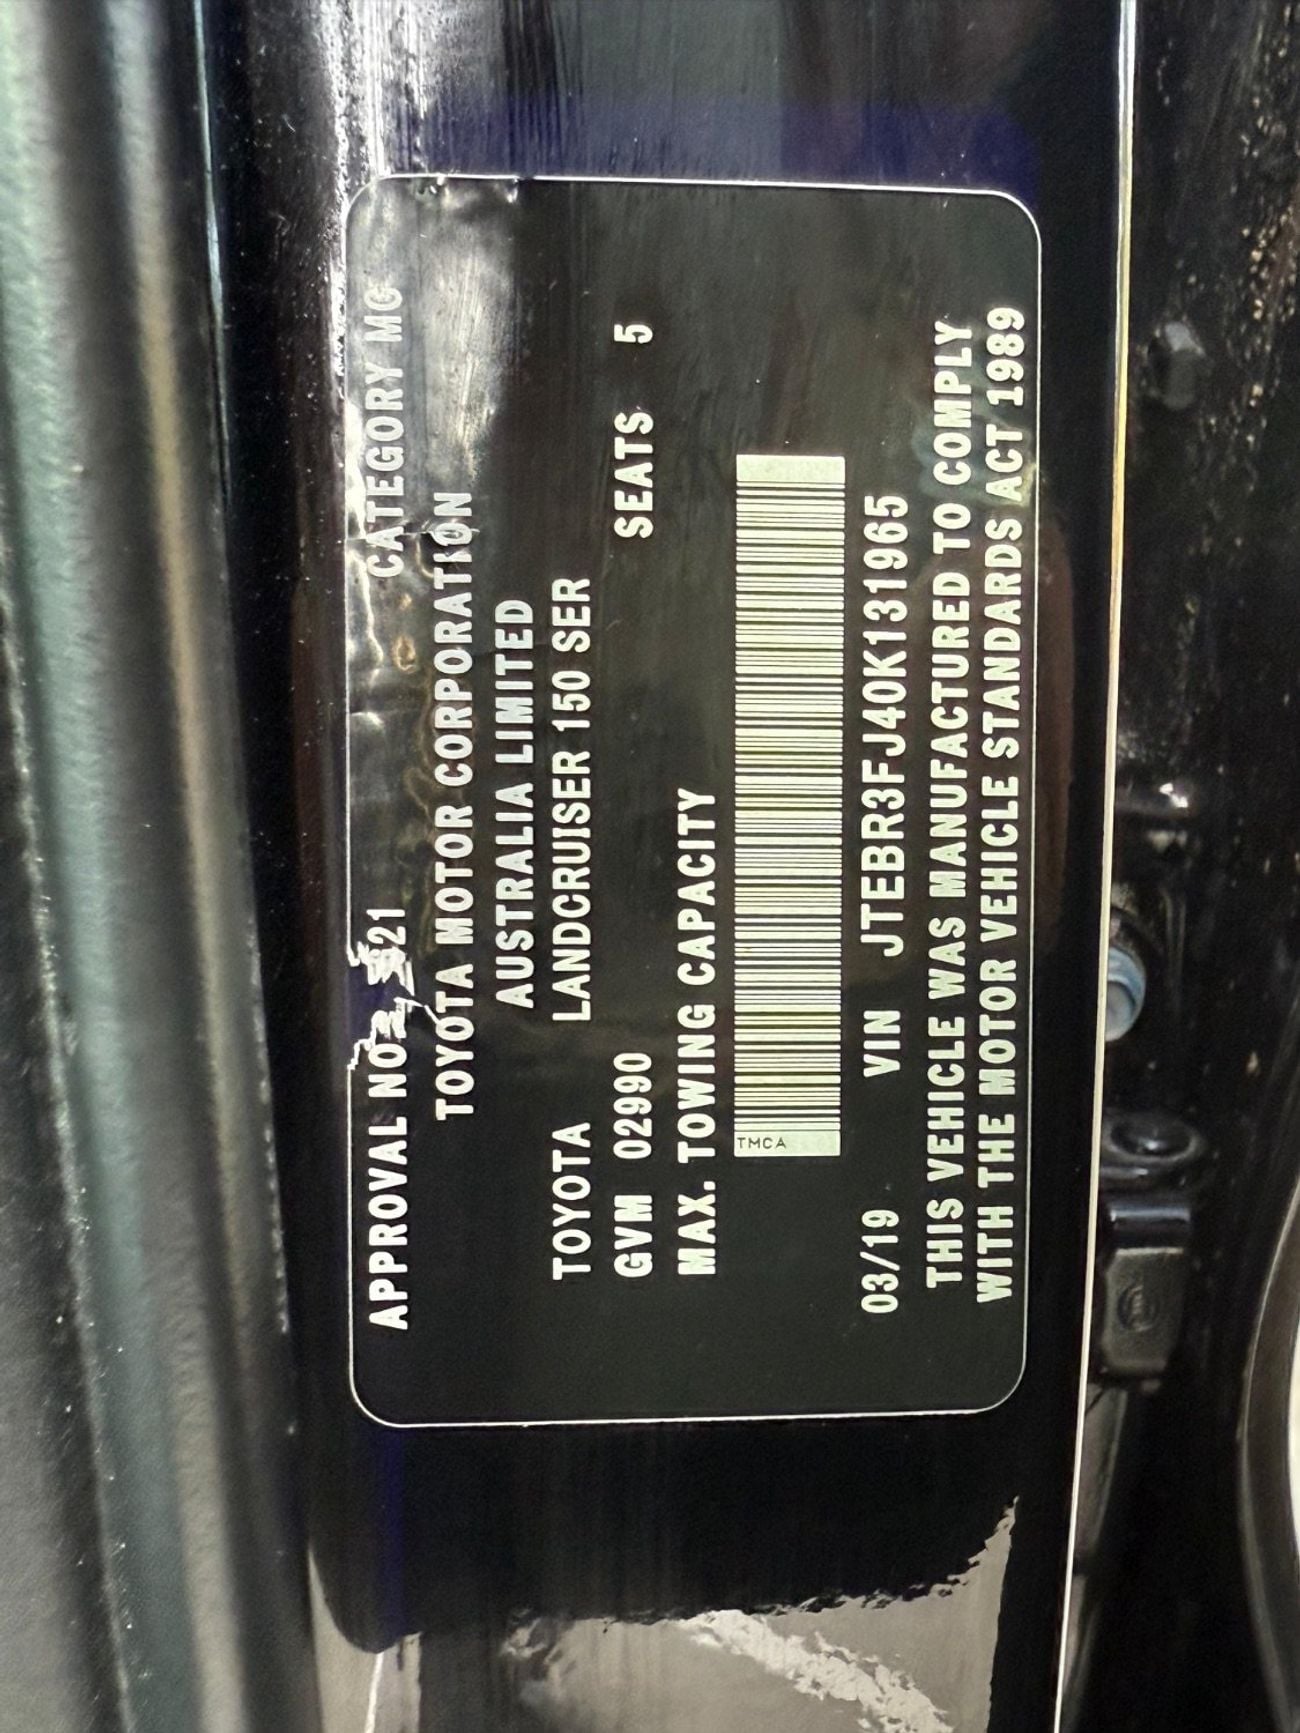 APPROVAL NO 21 CATEGORY MC
TOYOTA MOTOR CORPORATION
AUSTRALIA LIMITED
TOYOTA LANDCRUISER 150 SER
GVM 02990 SEATS 5
MAX. TOWING CAPACITY
TMCA
03/19 VIN JTEBR3FJ40K131965
THIS VEHICLE WAS MANUFACTURED TO COMPLY
WITH THE MOTOR VEHICLE STANDARDS ACT 1989